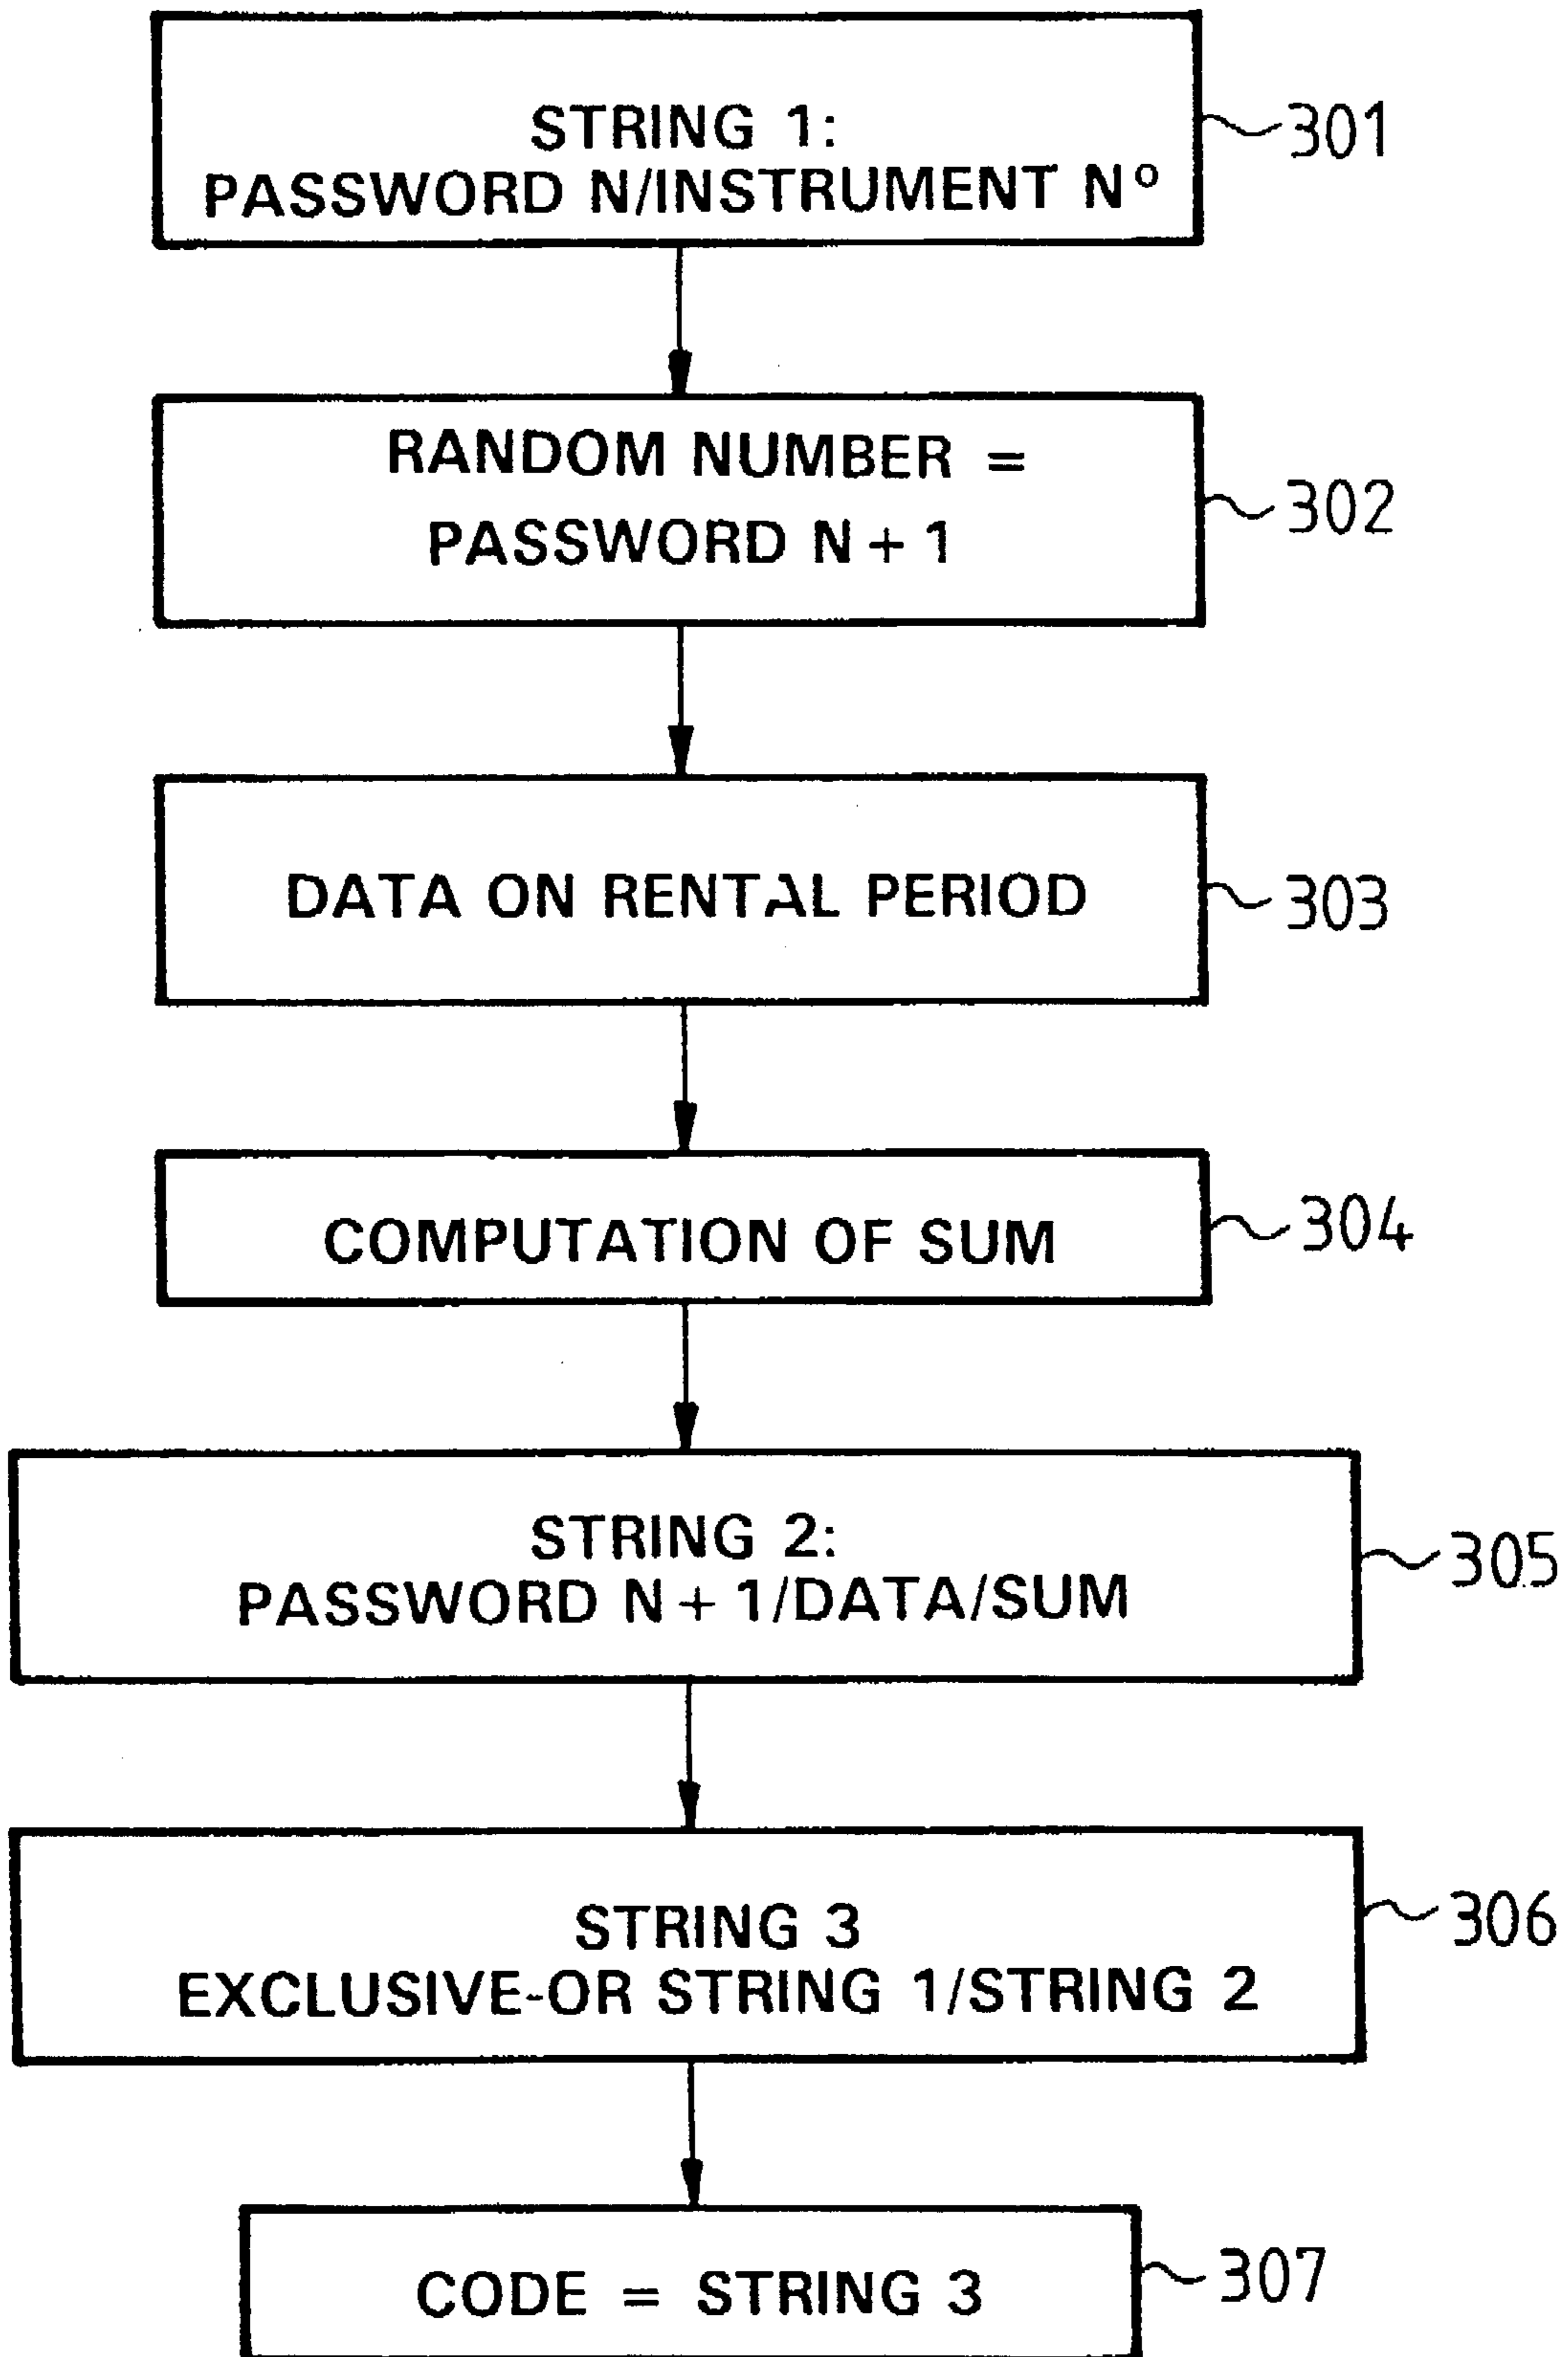 STRING 1:
PASSWORD N/INSTRUMENT Nº
301
RANDOM NUMBER =
PASSWORD N + 1
302
DATA ON RENTAL PERIOD
303
COMPUTATION OF SUM
304
STRING 2:
PASSWORD N + 1/DATA/SUM
305
STRING 3
EXCLUSIVE-OR STRING 1/STRING 2
306
CODE = STRING 3
307